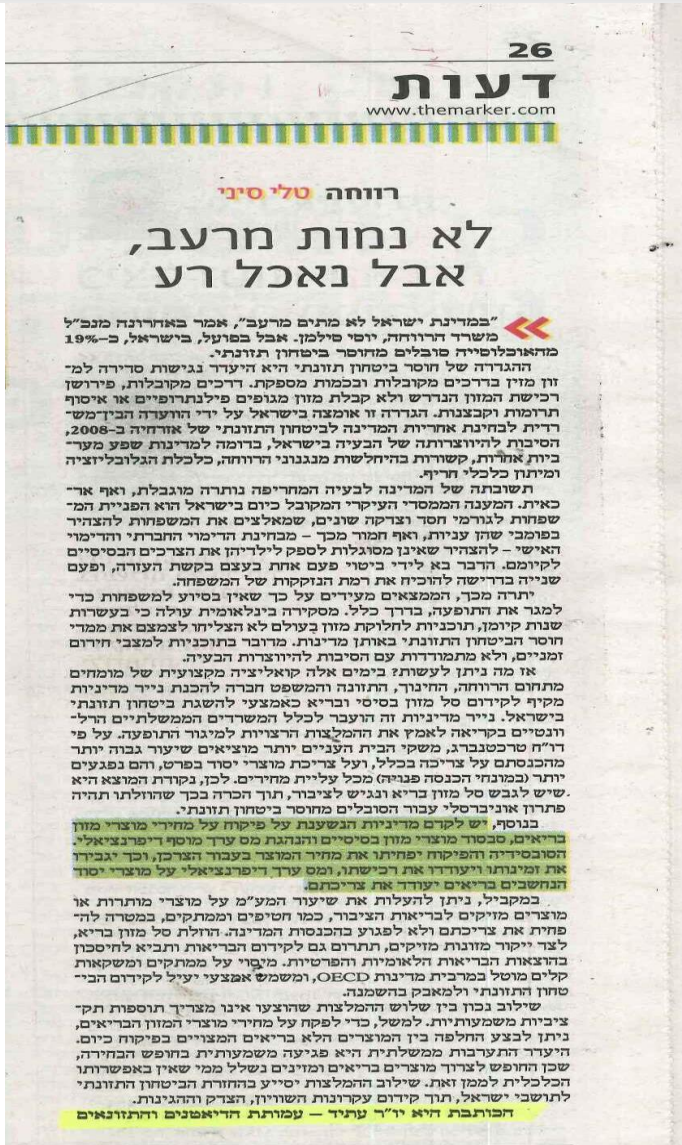 26
דעות
www.themarker.com
רווחה טלי סיני
לא נמות מרעב,
אבל נאכל רע
"במדינת ישראל לא מתים מרעב", אמר באחרונה מנכ"ל
משרד הרווחה, יוסי סילמן. אבל בפועל, בישראל, כ–19%
מהאוכלוסייה סובלים מחוסר ביטחון תזונתי.
ההגדרה של חוסר ביטחון תזונתי היא היעדר נגישות סדירה למ־
זון מזין בדרכים מקובלות ובכמות מספקת. דרכים מקובלות, פירושן
רכישת המזון הנדרש ולא קבלת מזון מגופים פילנתרופיים או איסוף
תרומות וקבצנות. הגדרה זו אומצה בישראל על ידי הוועדה הבין־מש־
רדית לבחינת אחריות המדינה לביטחון התזונתי של אזרחיה ב–2008,
הסיבות להיווצרותה של הבעיה בישראל, בדומה למדינות שפע מער־
ביות אחרות, קשורות בהיחלשות מנגנוני הרווחה, כלכלת הגלובליזציה
ומיתון כלכלי חריף.
תשובתה של המדינה לבעיה המחריפה נותרה מוגבלת, ואף אר־
כאית. המענה הממסדי העיקרי המקובל כיום בישראל הוא הפניית המ־
שפחות לגורמי חסד וצדקה שונים, שמאלצים את המשפחות להצהיר
בפומבי שהן עניות, ואף חמור מכך – מבחינת הדימוי החברתי והדימוי
האישי – להצהיר שאינן מסוגלות לספק לילדיהן את הצרכים הבסיסיים
לקיומם. הדבר בא לידי ביטוי פעם אחת בעצם בקשת העזרה, ופעם
שנייה בדרישה להוכיח את רמת הנזקקות של המשפחה.
יתרה מכך, הממצאים מעידים על כך שאין בסיוע למשפחות כדי
למגר את התופעה, בדרך כלל. מסקירה בינלאומית עולה כי בעשרות
שנות קיומן, תוכניות לחלוקת מזון בעולם לא הצליחו לצמצם את ממדי
חוסר הביטחון התזונתי באותן מדינות. מדובר בתוכניות למצבי חירום
זמניים, ולא מתמודדות עם הסיבות להיווצרות הבעיה.
אז מה ניתן לעשות? בימים אלה קואליציה מקצועית של מומחים
מתחום הרווחה, החינוך, התזונה והמשפט חברה להכנת נייר מדיניות
מקיף לקידום סל מזון בסיסי ובריא כאמצעי להשגת ביטחון תזונתי
בישראל. נייר מדיניות זה הועבר לכלל המשרדים הממשלתיים הרל־
וונטיים בקריאה לאמץ את ההמלצות הרצויות למיגור התופעה. על פי
דו"ח טרכטנברג, משקי הבית העניים יותר מוציאים שיעור גבוה יותר
מהכנסתם על צריכה בכלל, ועל צריכת מוצרי יסוד בפרט, והם נפגעים
יותר (במונחי הכנסה פנויה) מכל עליית מחירים. לכן, נקודת המוצא היא
שיש לגבש סל מזון בריא ונגיש לציבור, תוך הכרה בכך שהוזלתו תהיה
פתרון אוניברסלי עבור הסובלים מחוסר ביטחון תזונתי.
בנוסף, יש לקדם מדיניות הנשענת על פיקוח על מחירי מוצרי מזון
בריאים, סבסוד מוצרי מזון בסיסיים והנהגת מס ערך מוסף דיפרנציאלי.
הסובסידיה והפיקוח יפחיתו את מחיר המוצר בעבור הצרכן, וכך יגבירו
את זמינותו ויעודדו את רכישתו, ומס ערך דיפרנציאלי על מוצרי יסוד
הנחשבים בריאים יעודד את צריכתם.
במקביל, ניתן להעלות את שיעור המע"מ על מוצרי מותרות או
מוצרים מזיקים לבריאות הציבור, כמו חטיפים וממתקים, במטרה לה־
פחית את צריכתם ולא לפגוע בהכנסות המדינה. הוזלת סל מזון בריא,
לצד ייקור מזונות מזיקים, תתרום גם לקידום הבריאות ותביא לחיסכון
בהוצאות הבריאות הלאומיות והפרטיות. מיסוי על ממתקים ומשקאות
קלים מוטל במרבית מדינות OECD, ומשמש אמצעי יעיל לקידום הבי־
טחון התזונתי ולמאבק בהשמנה.
שילוב נכון בין שלוש ההמלצות שהוצעו אינו מצריך תוספות תק־
ציביות משמעותיות. למשל, כדי לפקח על מחירי מוצרי המזון הבריאים,
ניתן לבצע החלפה בין המוצרים הלא בריאים המצויים בפיקוח כיום.
היעדר התערבות ממשלתית היא פגיעה משמעותית בחופש הבחירה,
שכן החופש לצרוך מוצרים בריאים ומזינים נשלל ממי שאין באפשרותו
הכלכלית לממן זאת. שילוב ההמלצות יסייע בהחזרת הביטחון התזונתי
לתושבי ישראל, תוך קידום עקרונות השוויון, הצדק וההגינות.
הכותבת היא יו"ר עתיד – עמותת הדיאטנים והתזונאים